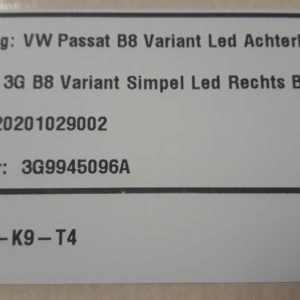 g: VW Passat B8 Variant Led Achterl
3G B8 Variant Simpel Led Rechts B
20201029002
r: 3G9945096A
-K9-T4